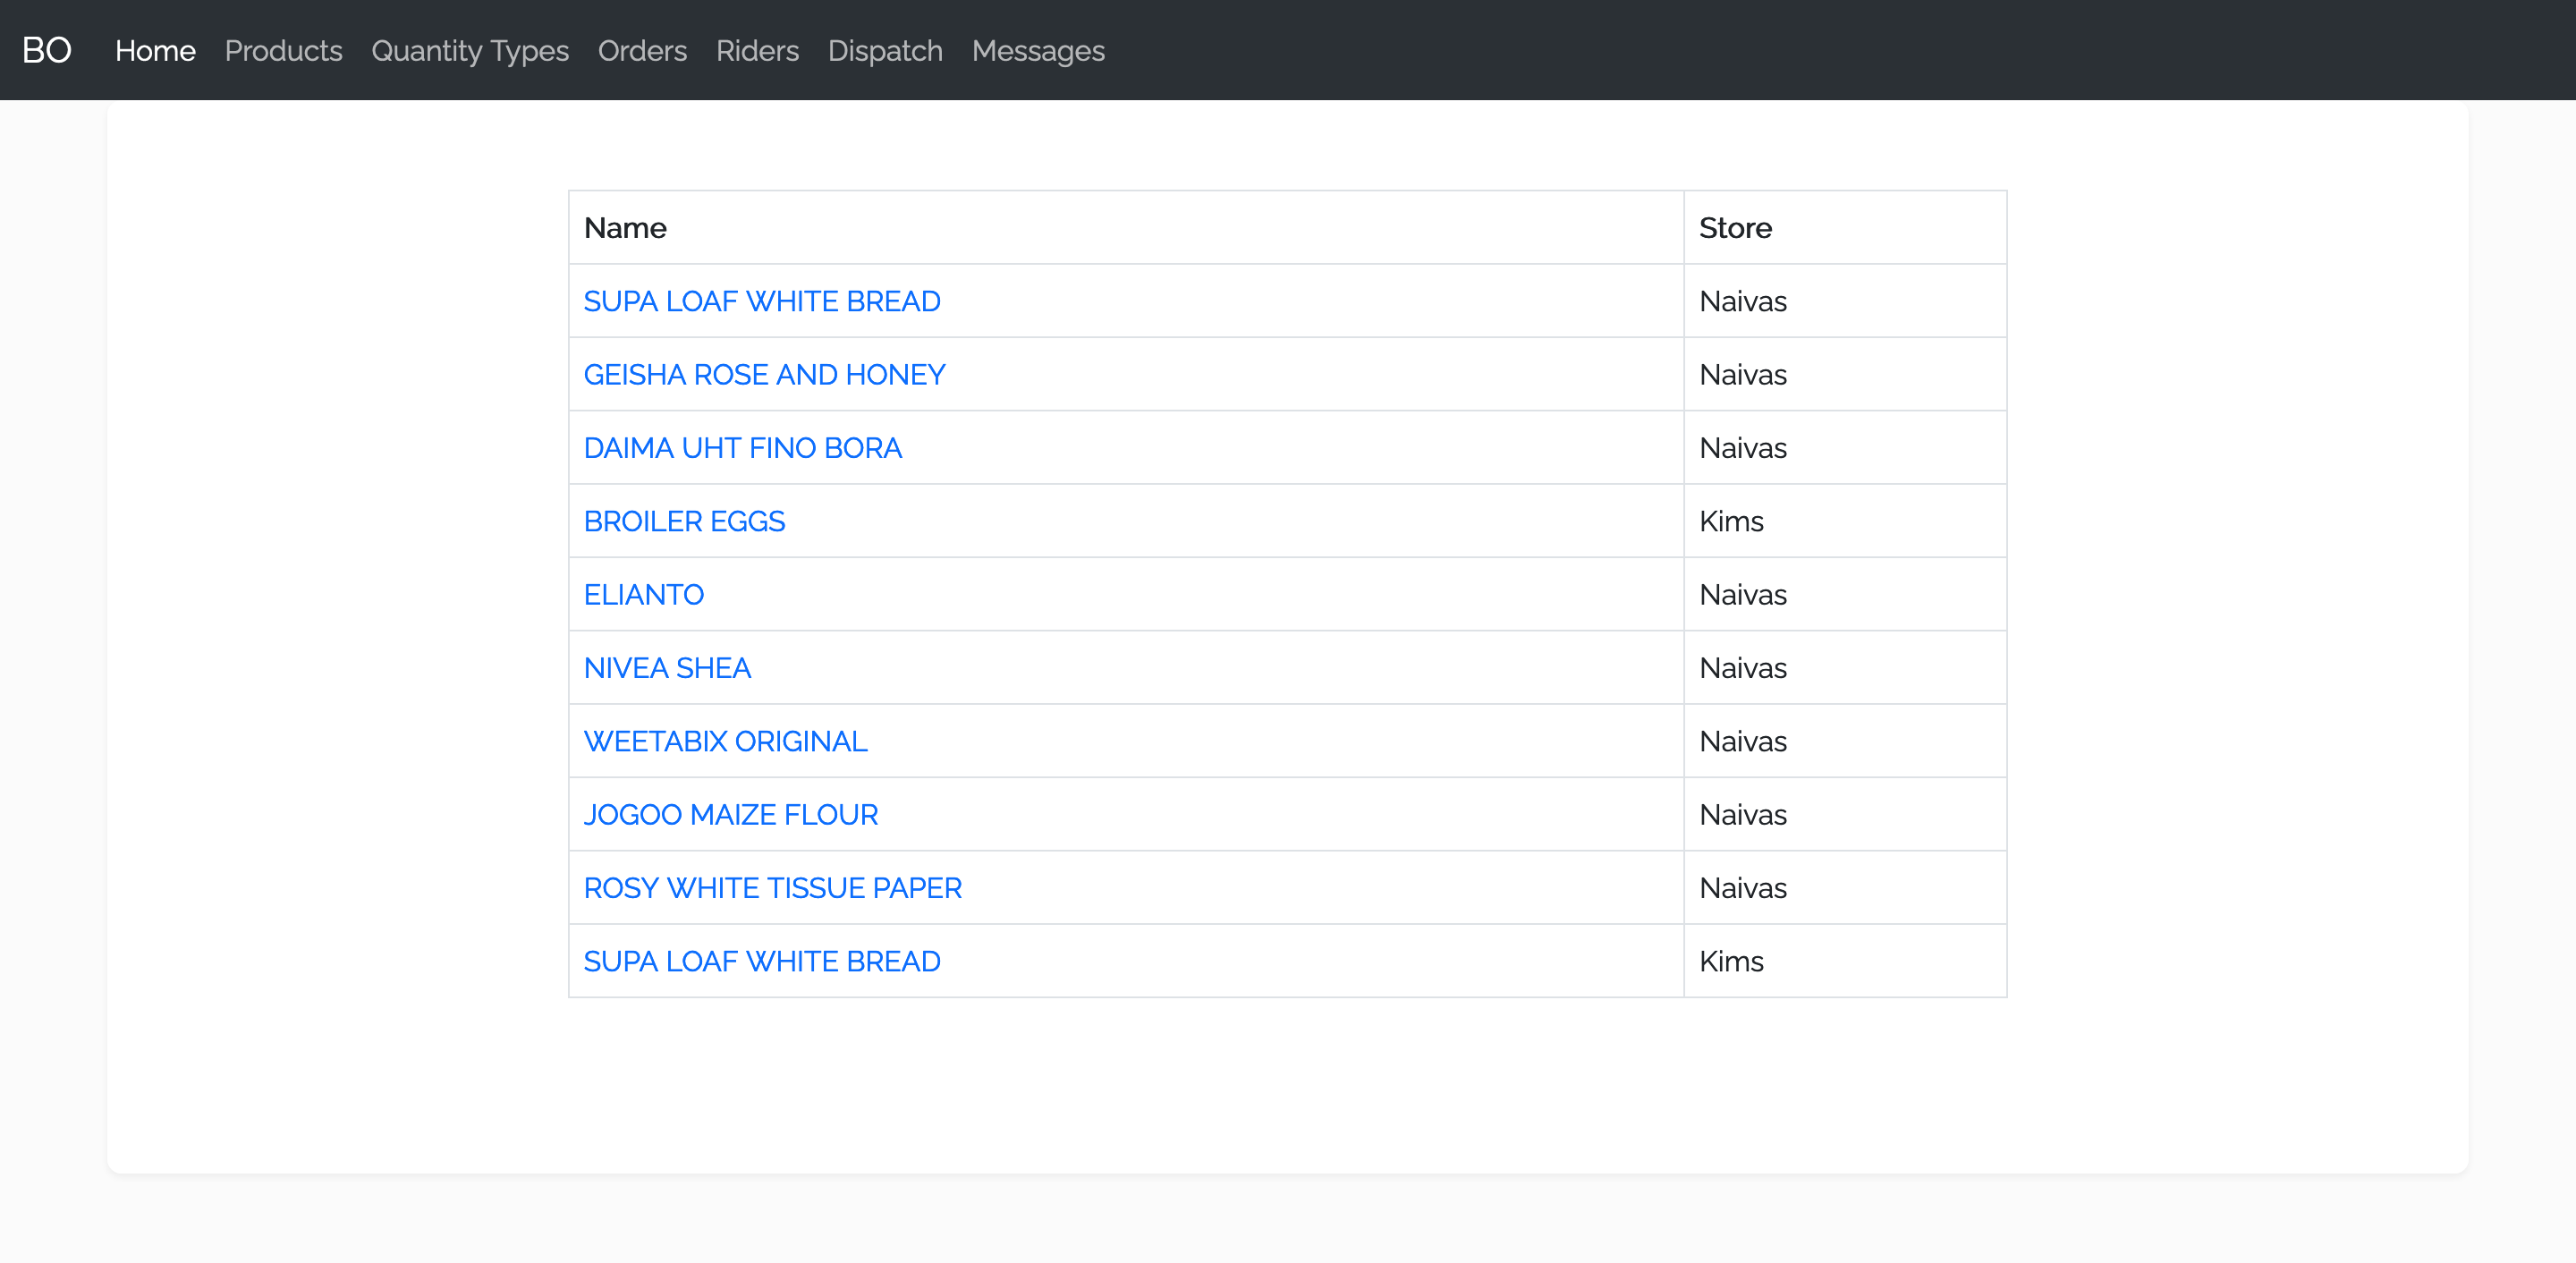 BO Home Products Quantity Types Orders Riders Dispatch Messages
Name Store
SUPA LOAF WHITE BREAD Naivas
GEISHA ROSE AND HONEY Naivas
DAIMA UHT FINO BORA Naivas
BROILER EGGS Kims
ELIANTO Naivas
NIVEA SHEA Naivas
WEETABIX ORIGINAL Naivas
JOGOO MAIZE FLOUR Naivas
ROSY WHITE TISSUE PAPER Naivas
SUPA LOAF WHITE BREAD Kims